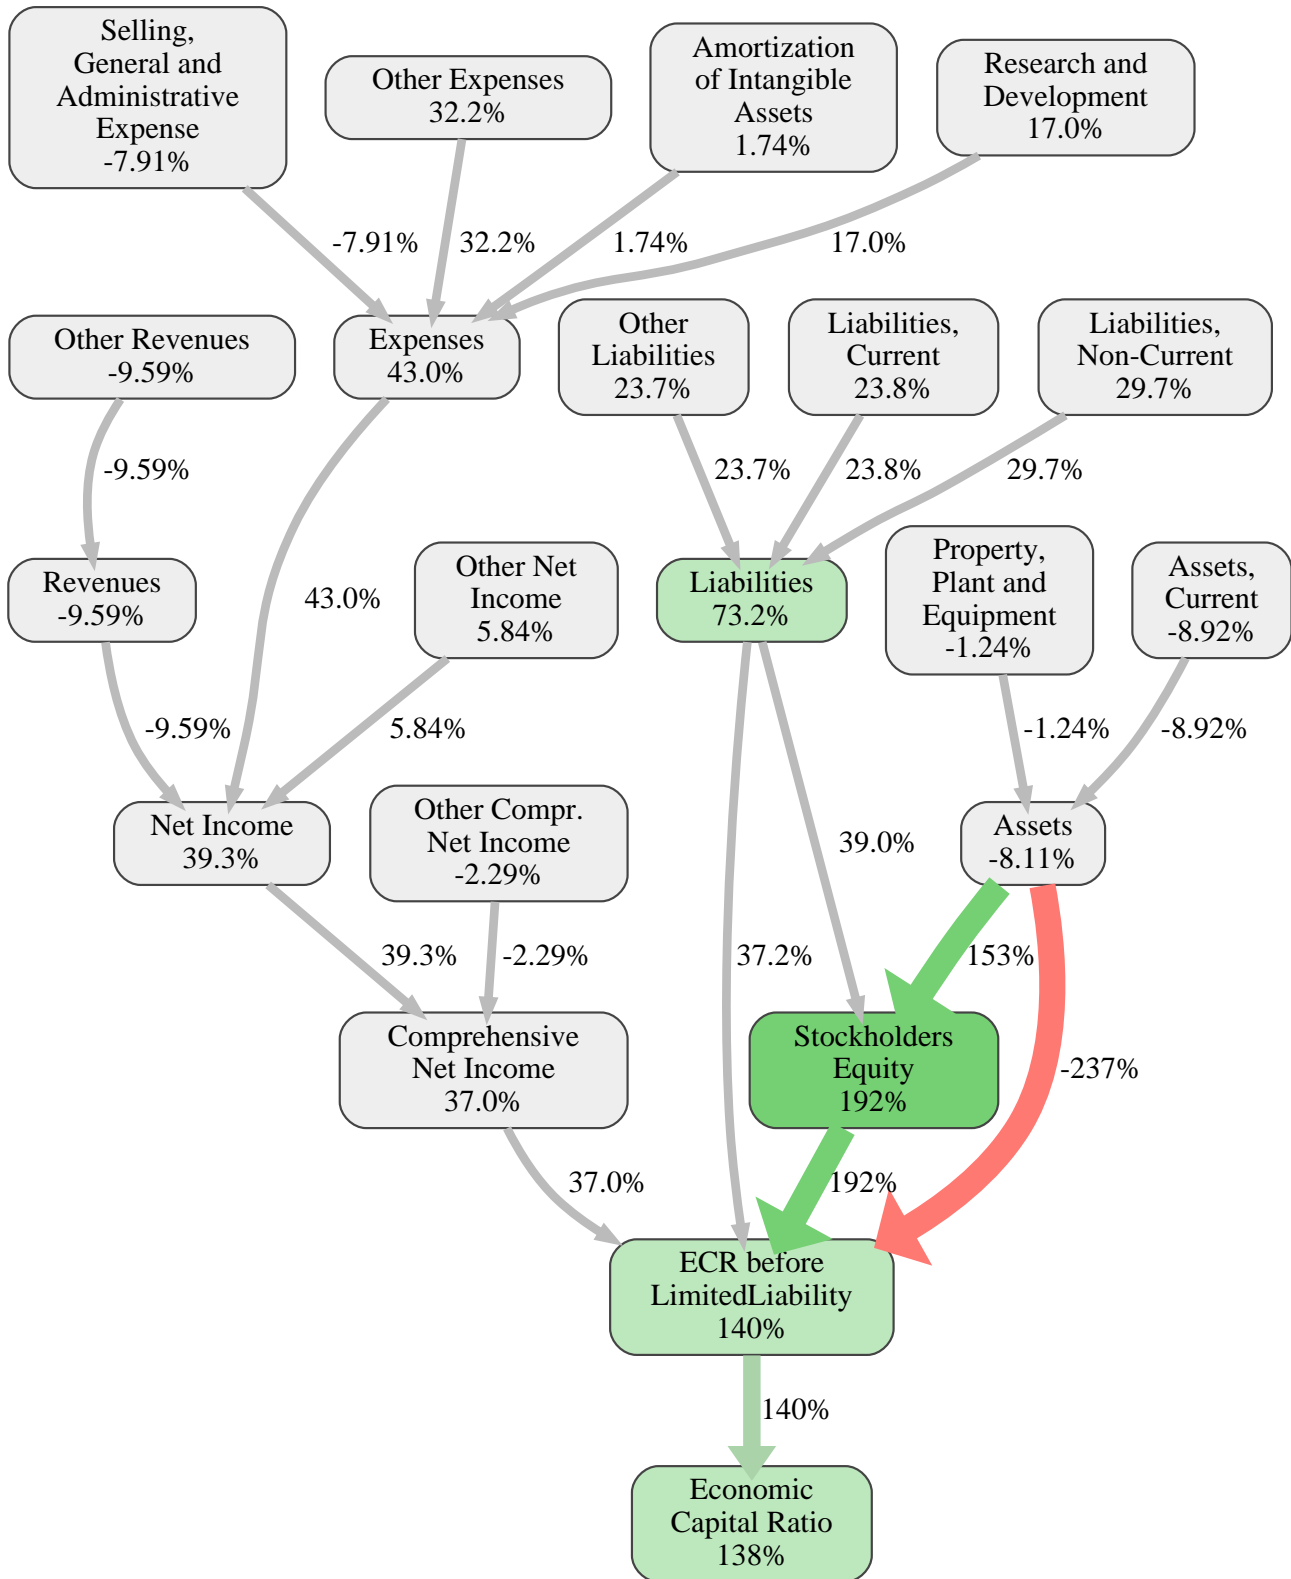 Selling,
General and
Administrative
Expense
-7.91%
Other Expenses
32.2%
Amortization
of Intangible
Assets
1.74%
Research and
Development
17.0%
-7.91%
32.2%
1.74%
17.0%
Other Revenues
-9.59%
Expenses
43.0%
Other
Liabilities
23.7%
Liabilities,
Current
23.8%
Liabilities,
Non-Current
29.7%
-9.59%
23.7%
23.8%
29.7%
Revenues
-9.59%
43.0%
Other Net
Income
5.84%
Liabilities
73.2%
Property,
Plant and
Equipment
-1.24%
Assets,
Current
-8.92%
-9.59%
5.84%
-1.24%
-8.92%
Net Income
39.3%
Other Compr.
Net Income
-2.29%
39.0%
Assets
-8.11%
39.3%
-2.29%
37.2%
153%
Comprehensive
Net Income
37.0%
Stockholders
Equity
192%
-237%
37.0%
192%
ECR before
LimitedLiability
140%
140%
Economic
Capital Ratio
138%